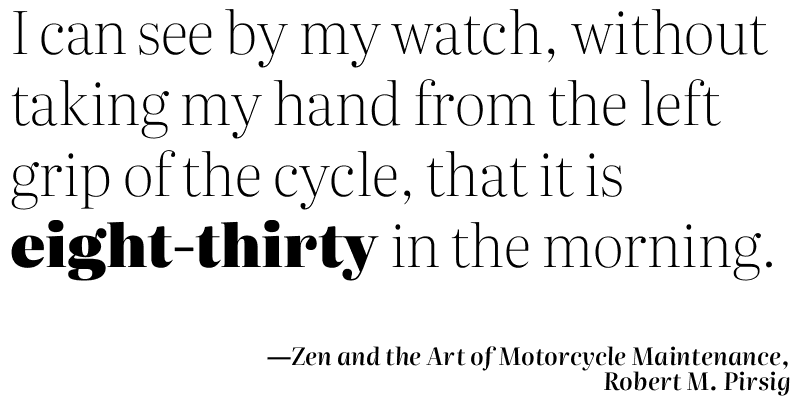 I can see by my watch, without
taking my hand from the left
grip of the cycle, that it is
eight-thirty in the morning.
—Zen and the Art of Motorcycle Maintenance,
Robert M. Pirsig